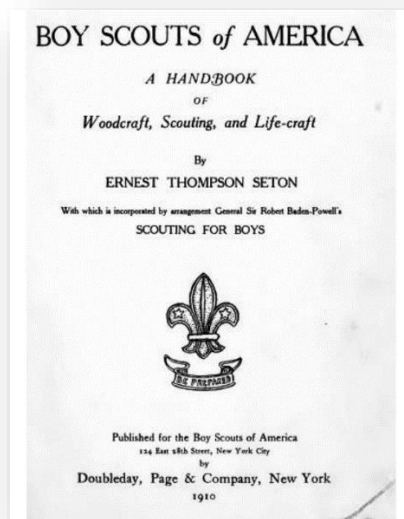 BOY SCOUTS of AMERICA
A HANDBOOK
OF
Woodcraft, Scouting, and Life-craft
By
ERNEST THOMPSON SETON
With which is incorporated by arrangement General Sir Robert Baden-Powell's
SCOUTING FOR BOYS
BE PREPARED
Published for the Boy Scouts of America
124 East 28th Street, New York City
by
Doubleday, Page & Company, New York
1910